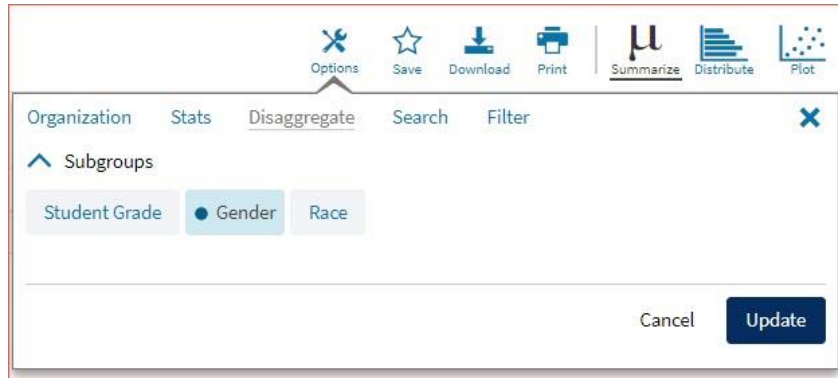 μ
Options Save Download Print Summarize Distribute Plot
Organization Stats Disaggregate Search Filter
Subgroups
Student Grade Gender Race
Cancel Update